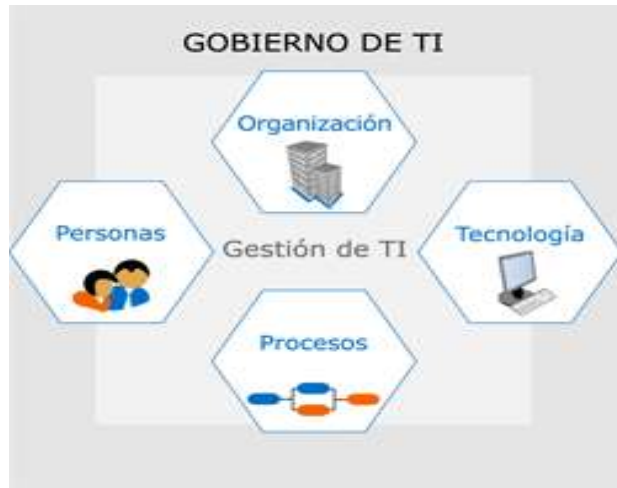 GOBIERNO DE TI
Organización
Personas
Gestión de TI
Tecnología
Procesos